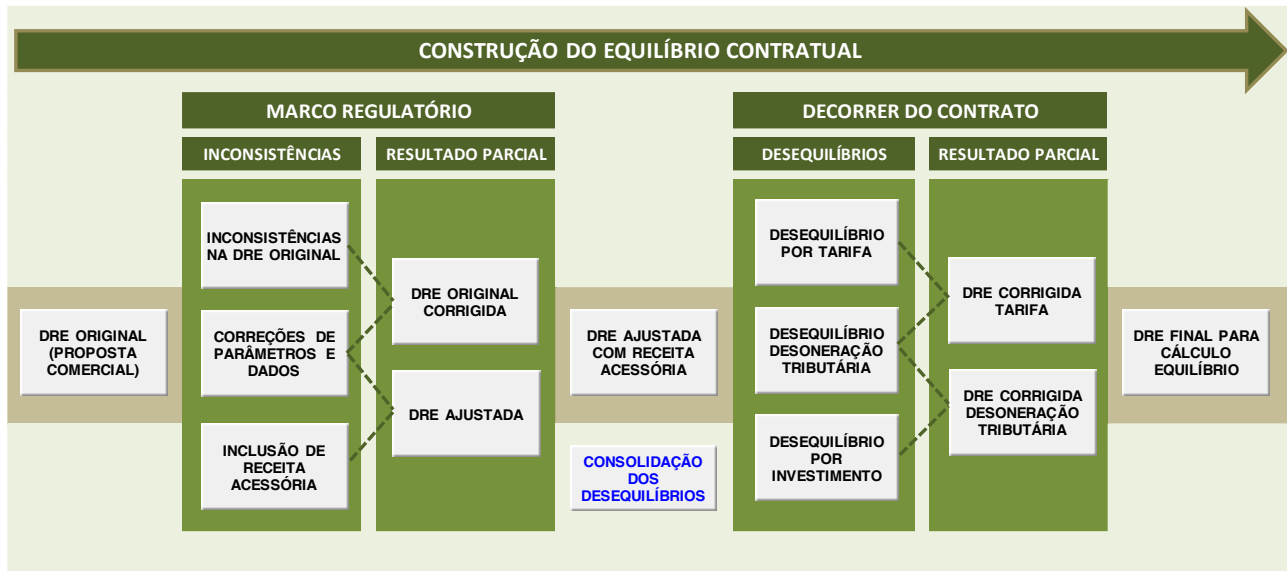 CONSTRUÇÃO DO EQUILÍBRIO CONTRATUAL
MARCO REGULATÓRIO
INCONSISTÊNCIAS
RESULTADO PARCIAL
DRE ORIGINAL
(PROPOSTA
COMERCIAL)
INCONSISTÊNCIAS
NA DRE ORIGINAL
CORREÇÕES DE
PARÂMETROS E
DADOS
INCLUSÃO DE
RECEITA
ACESSÓRIA
DRE ORIGINAL
CORRIGIDA
DRE AJUSTADA
DRE AJUSTADA
COM RECEITA
ACESSÓRIA
CONSOLIDAÇÃO
DOS
DESEQUILÍBRIOS
DECORRER DO CONTRATO
DESEQUILÍBRIOS
RESULTADO PARCIAL
DESEQUILÍBRIO
POR TARIFA
DESEQUILÍBRIO
DESONERAÇÃO
TRIBUTÁRIA
DESEQUILÍBRIO
POR
INVESTIMENTO
DRE CORRIGIDA
TARIFA
DRE CORRIGIDA
DESONERAÇÃO
TRIBUTÁRIA
DRE FINAL PARA
CÁLCULO
EQUILÍBRIO